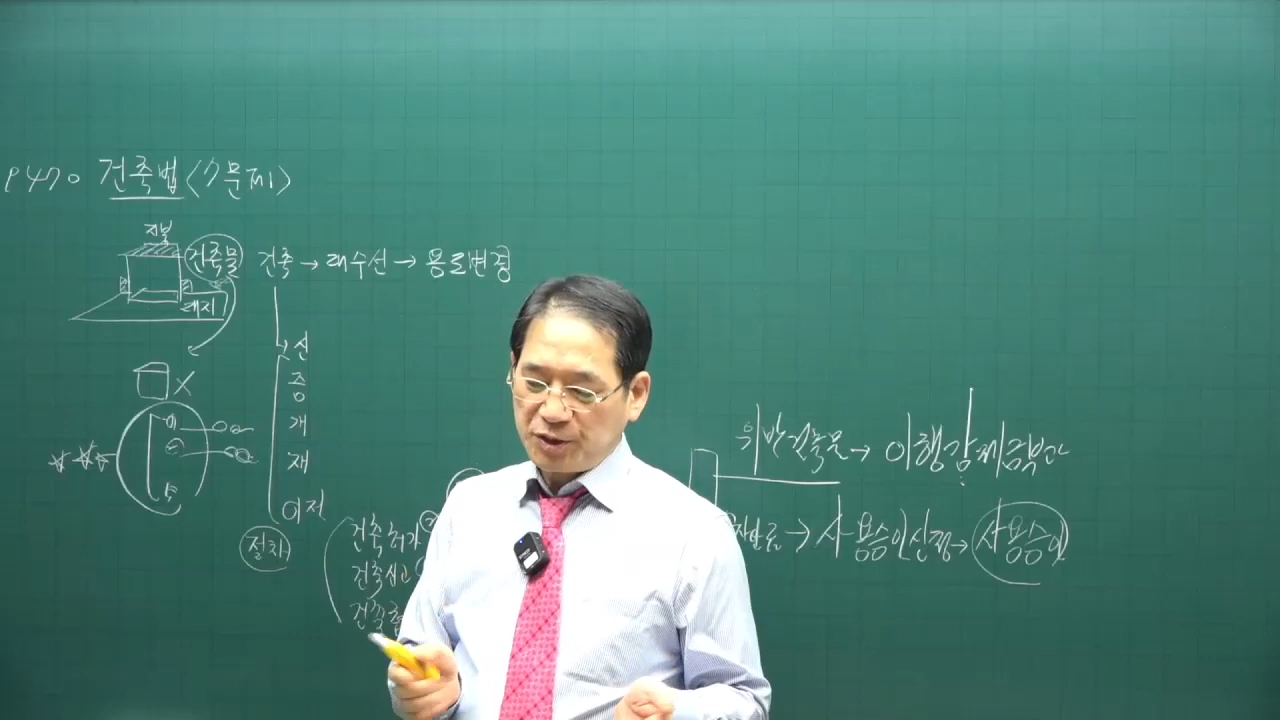 P470 건축법 (7문제)
지붕
건축물 건축 → 대수선 → 용도변경
대지
신
증
개
재
이전
절차
위반건축물 → 이행강제금부과
건축허가
건축신고
건축협
→ 사용승인신청 → 사용승인